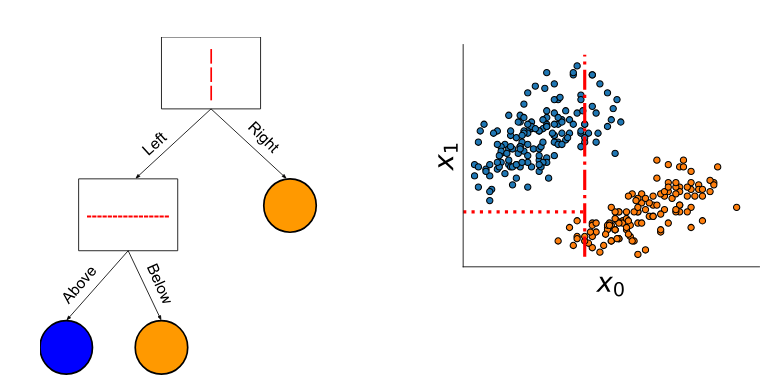 Left
Right
Above
Below
x₁
x₀